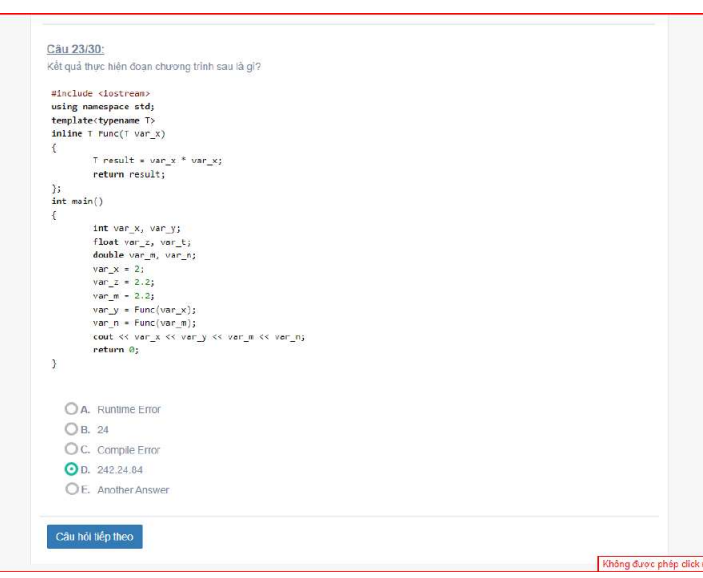 Câu 23/30:
Kết quả thực hiện đoạn chương trình sau là gì?
#include <iostream>
using namespace std;
template<typename T>
inline T Func(T var_x)
{
T result = var_x * var_x;
return result;
};
int main()
{
int var_x, var_y;
float var_z, var_t;
double var_m, var_n;
var_x = 2;
var_z = 2.2;
var_m = 2.2;
var_y = Func(var_x);
var_n = Func(var_m);
cout << var_x << var_y << var_m << var_n;
return 0;
}
A. Runtime Error
B. 24
C. Compile Error
D. 242.24.84
E. Another Answer
Câu hỏi tiếp theo
Không được phép click